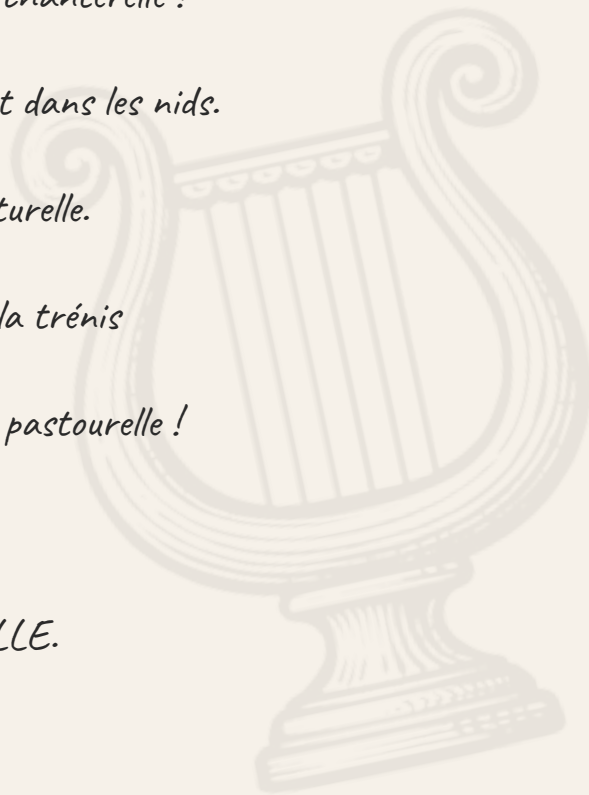 chanterelle !
t dans les nids.
turelle.
la trénis
pastourelle !
LLE.